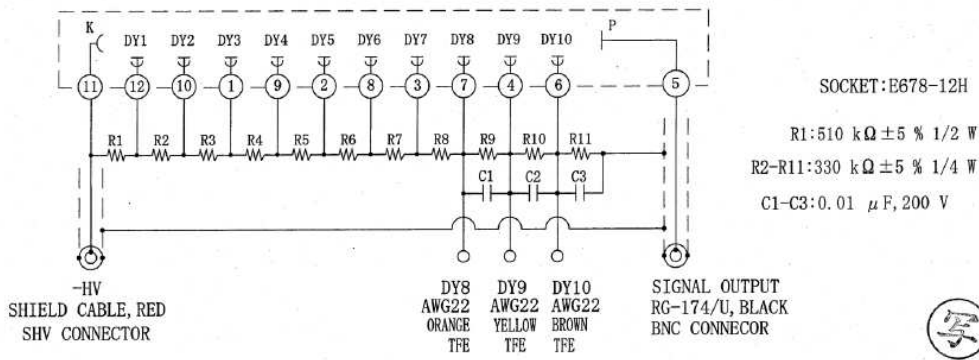 K P
DY1 DY2 DY3 DY4 DY5 DY6 DY7 DY8 DY9 DY10
11 12 10 1 9 2 8 3 7 4 6 5
R1 R2 R3 R4 R5 R6 R7 R8 R9 R10 R11
C1 C2 C3
SOCKET:E678-12H
R1:510 kΩ ±5 % 1/2 W
R2-R11:330 kΩ ±5 % 1/4 W
C1-C3:0.01 μF, 200 V
-HV
SHIELD CABLE, RED
SHV CONNECTOR
DY8 DY9 DY10
AWG22 AWG22 AWG22
ORANGE YELLOW BROWN
TFE TFE TFE
SIGNAL OUTPUT
RG-174/U, BLACK
BNC CONNECOR
写